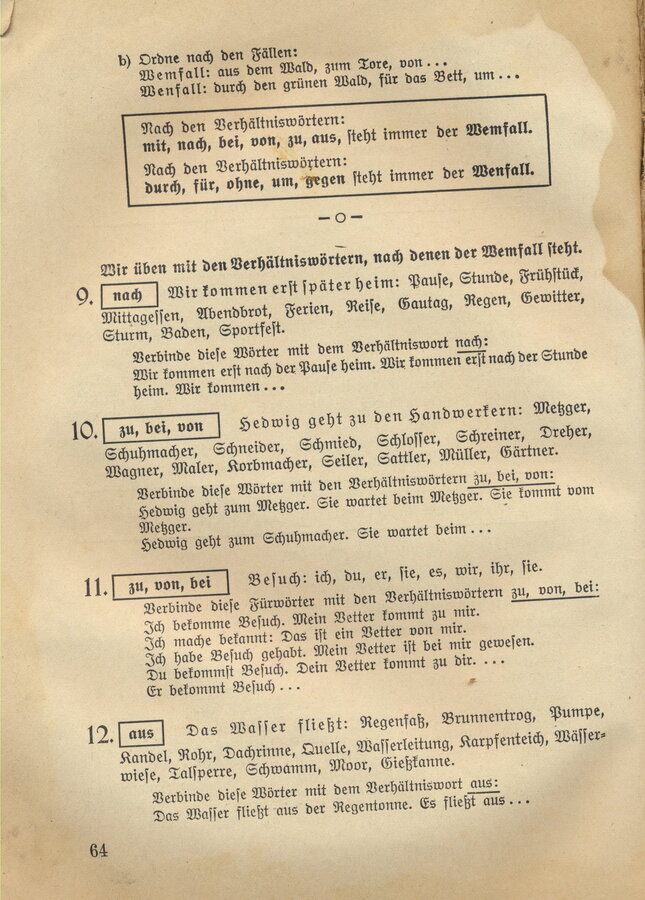 b) Ordne nach den Fällen:
Wemfall: aus dem Wald, zum Tore, von ...
Wenfall: durch den grünen Wald, für das Bett, um ...
Nach den Verhältniswörtern:
mit, nach, bei, von, zu, aus, steht immer der Wemfall.
Nach den Verhältniswörtern:
durch, für, ohne, um, gegen steht immer der Wenfall.
Wir üben mit den Verhältniswörtern, nach denen der Wemfall steht.
9. nach Wir kommen erst später heim: Pause, Stunde, Frühstück,
Mittagessen, Abendbrot, Ferien, Reise, Gautag, Regen, Gewitter,
Sturm, Baden, Sportfest.
Verbinde diese Wörter mit dem Verhältniswort nach:
Wir kommen erst nach der Pause heim. Wir kommen erst nach der Stunde
heim. Wir kommen ...
10. zu, bei, von Hedwig geht zu den Handwerkern: Metzger,
Schuhmacher, Schneider, Schmied, Schlosser, Schreiner, Dreher,
Wagner, Maler, Korbmacher, Seiler, Sattler, Müller, Gärtner.
Verbinde diese Wörter mit den Verhältniswörtern zu, bei, von:
Hedwig geht zum Metzger. Sie wartet beim Metzger. Sie kommt vom
Metzger.
Hedwig geht zum Schuhmacher. Sie wartet beim ...
11. zu, von, bei Besuch: ich, du, er, sie, es, wir, ihr, sie.
Verbinde diese Fürwörter mit den Verhältniswörtern zu, von, bei:
Ich bekomme Besuch. Mein Vetter kommt zu mir.
Ich mache bekannt: Das ist ein Vetter von mir.
Ich habe Besuch gehabt. Mein Vetter ist bei mir gewesen.
Du bekommst Besuch. Dein Vetter kommt zu dir. ...
Er bekommt Besuch ...
12. aus Das Wasser fließt: Regenfaß, Brunnentrog, Pumpe,
Kandel, Rohr, Dachrinne, Quelle, Wasserleitung, Karpfenteich, Wässer-
wiese, Talsperre, Schwamm, Moor, Gießkanne.
Verbinde diese Wörter mit dem Verhältniswort aus:
Das Wasser fließt aus der Regentonne. Es fließt aus ...
64